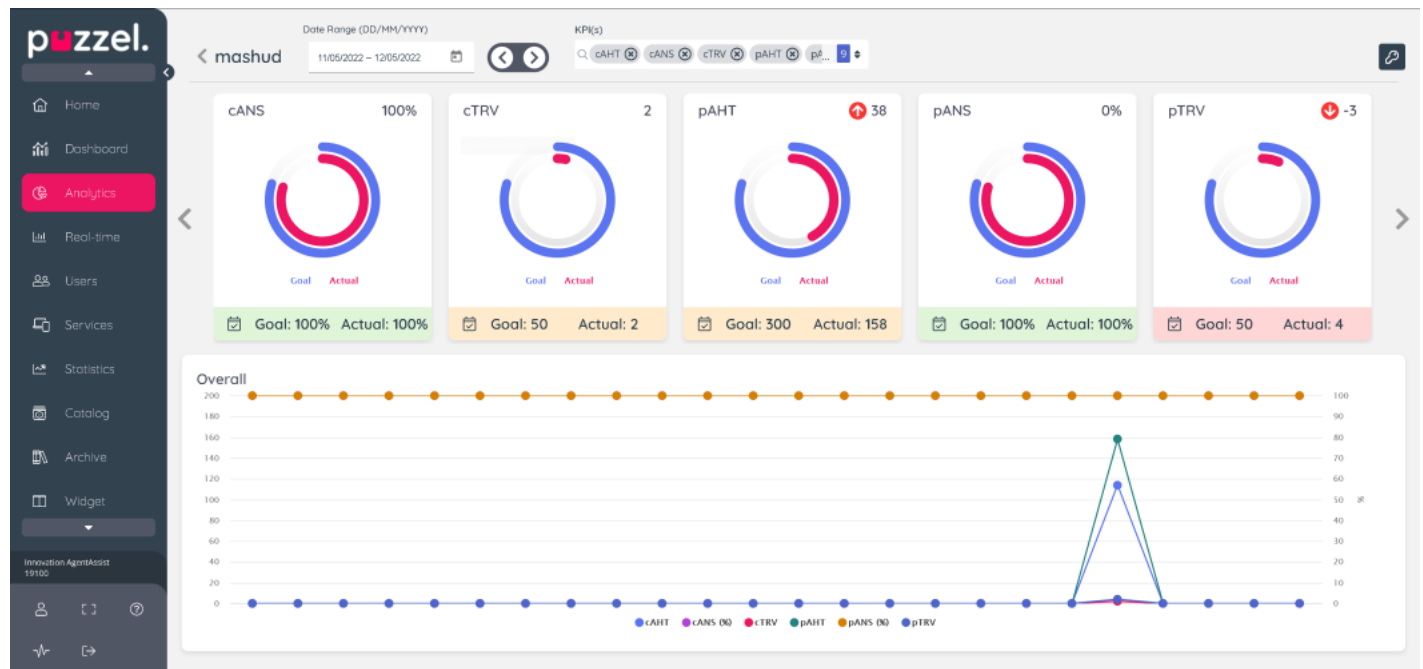 puzzel.
Home
Dashboard
Analytics
Real-time
Users
Services
Statistics
Catalog
Archive
Widget
Innovation AgentAssist
19100
mashud
Date Range (DD/MM/YYYY)
11/05/2022 – 12/05/2022
KPI(s)
cAHT cANS cTRV pAHT pA... 9
cANS 100%
Goal Actual
Goal: 100% Actual: 100%
cTRV 2
Goal Actual
Goal: 50 Actual: 2
pAHT 38
Goal Actual
Goal: 300 Actual: 158
pANS 0%
Goal Actual
Goal: 100% Actual: 100%
pTRV -3
Goal Actual
Goal: 50 Actual: 4
Overall
200 100
180 90
160 80
140 70
120 60
100 50 %
80 40
60 30
40 20
20 10
0 0
cAHT cANS (%) cTRV pAHT pANS (%) pTRV